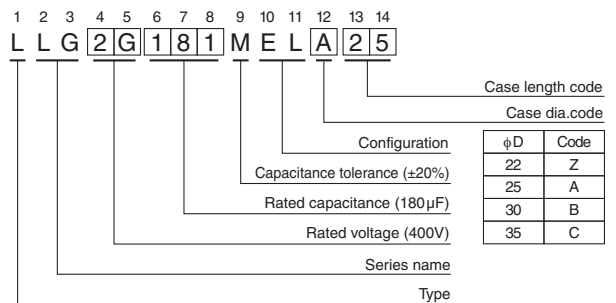 1 2 3 4 5 6 7 8 9 10 11 12 13 14
L L G 2 G 1 8 1 M E L A 2 5
Case length code
Case dia.code
Configuration
Capacitance tolerance (±20%)
Rated capacitance (180µF)
Rated voltage (400V)
Series name
Type
ϕD Code
22 Z
25 A
30 B
35 C